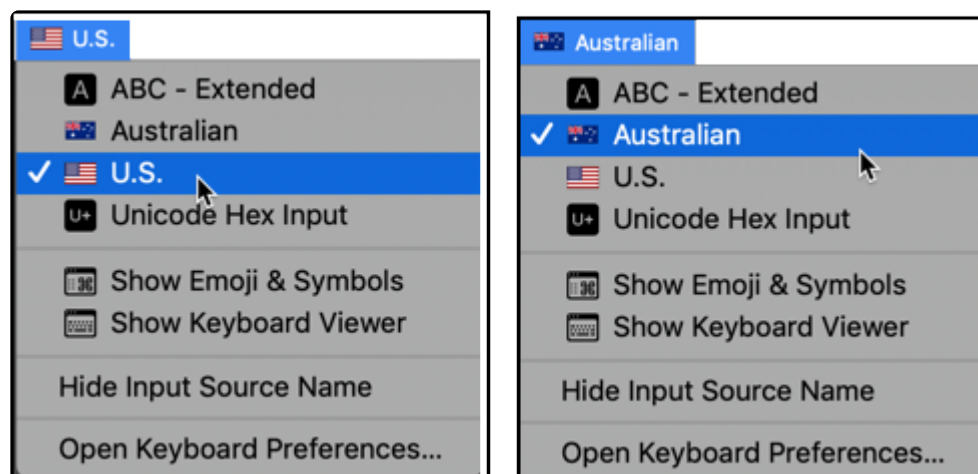 U.S.
ABC - Extended
Australian
U.S.
Unicode Hex Input
Show Emoji & Symbols
Show Keyboard Viewer
Hide Input Source Name
Open Keyboard Preferences...
Australian
ABC - Extended
Australian
U.S.
Unicode Hex Input
Show Emoji & Symbols
Show Keyboard Viewer
Hide Input Source Name
Open Keyboard Preferences...